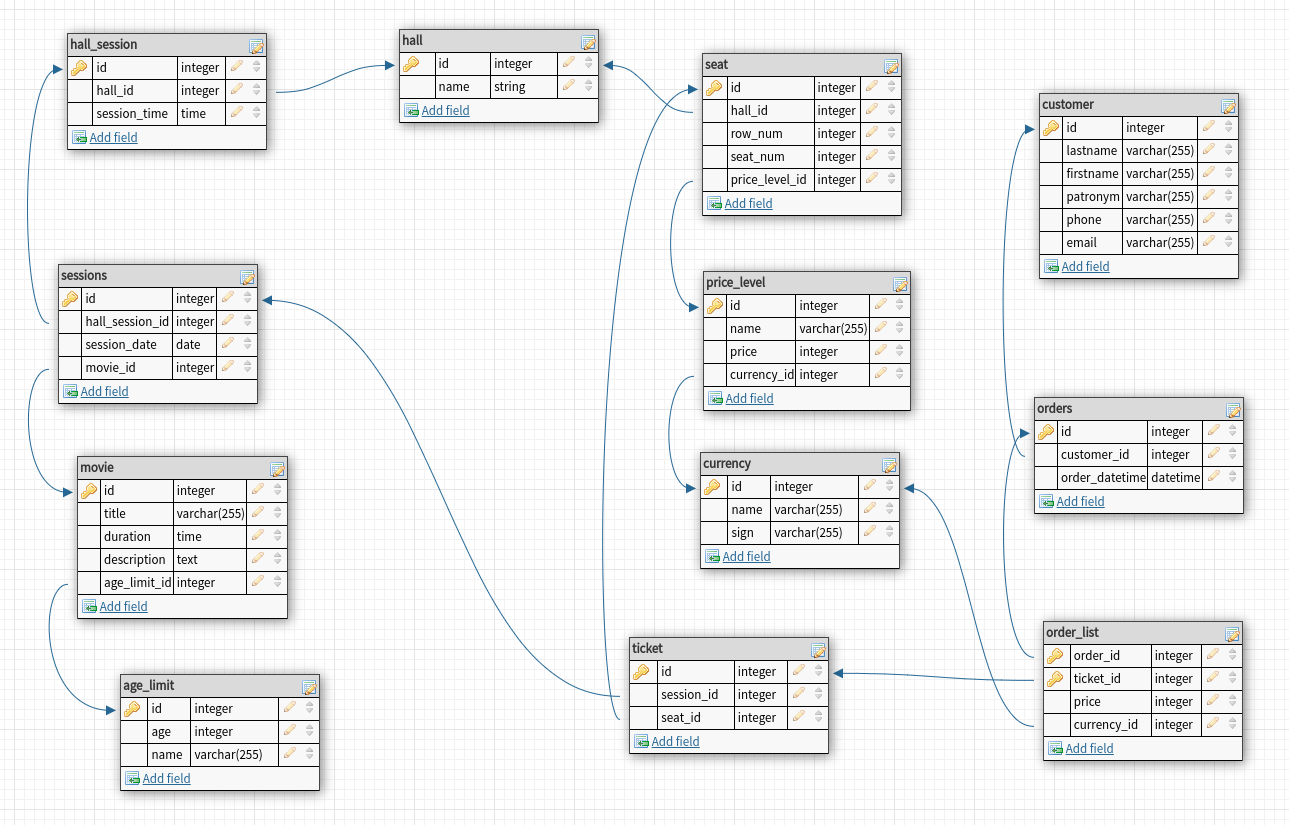 hall_session
id integer
hall_id integer
session_time time
Add field
hall
id integer
name string
Add field
seat
id integer
hall_id integer
row_num integer
seat_num integer
price_level_id integer
Add field
customer
id integer
lastname varchar(255)
firstname varchar(255)
patronym varchar(255)
phone varchar(255)
email varchar(255)
Add field
sessions
id integer
hall_session_id integer
session_date date
movie_id integer
Add field
price_level
id integer
name varchar(255)
price integer
currency_id integer
Add field
orders
id integer
customer_id integer
order_datetime datetime
Add field
movie
id integer
title varchar(255)
duration time
description text
age_limit_id integer
Add field
currency
id integer
name varchar(255)
sign varchar(255)
Add field
order_list
order_id integer
ticket_id integer
price integer
currency_id integer
Add field
ticket
id integer
session_id integer
seat_id integer
Add field
age_limit
id integer
age integer
name varchar(255)
Add field